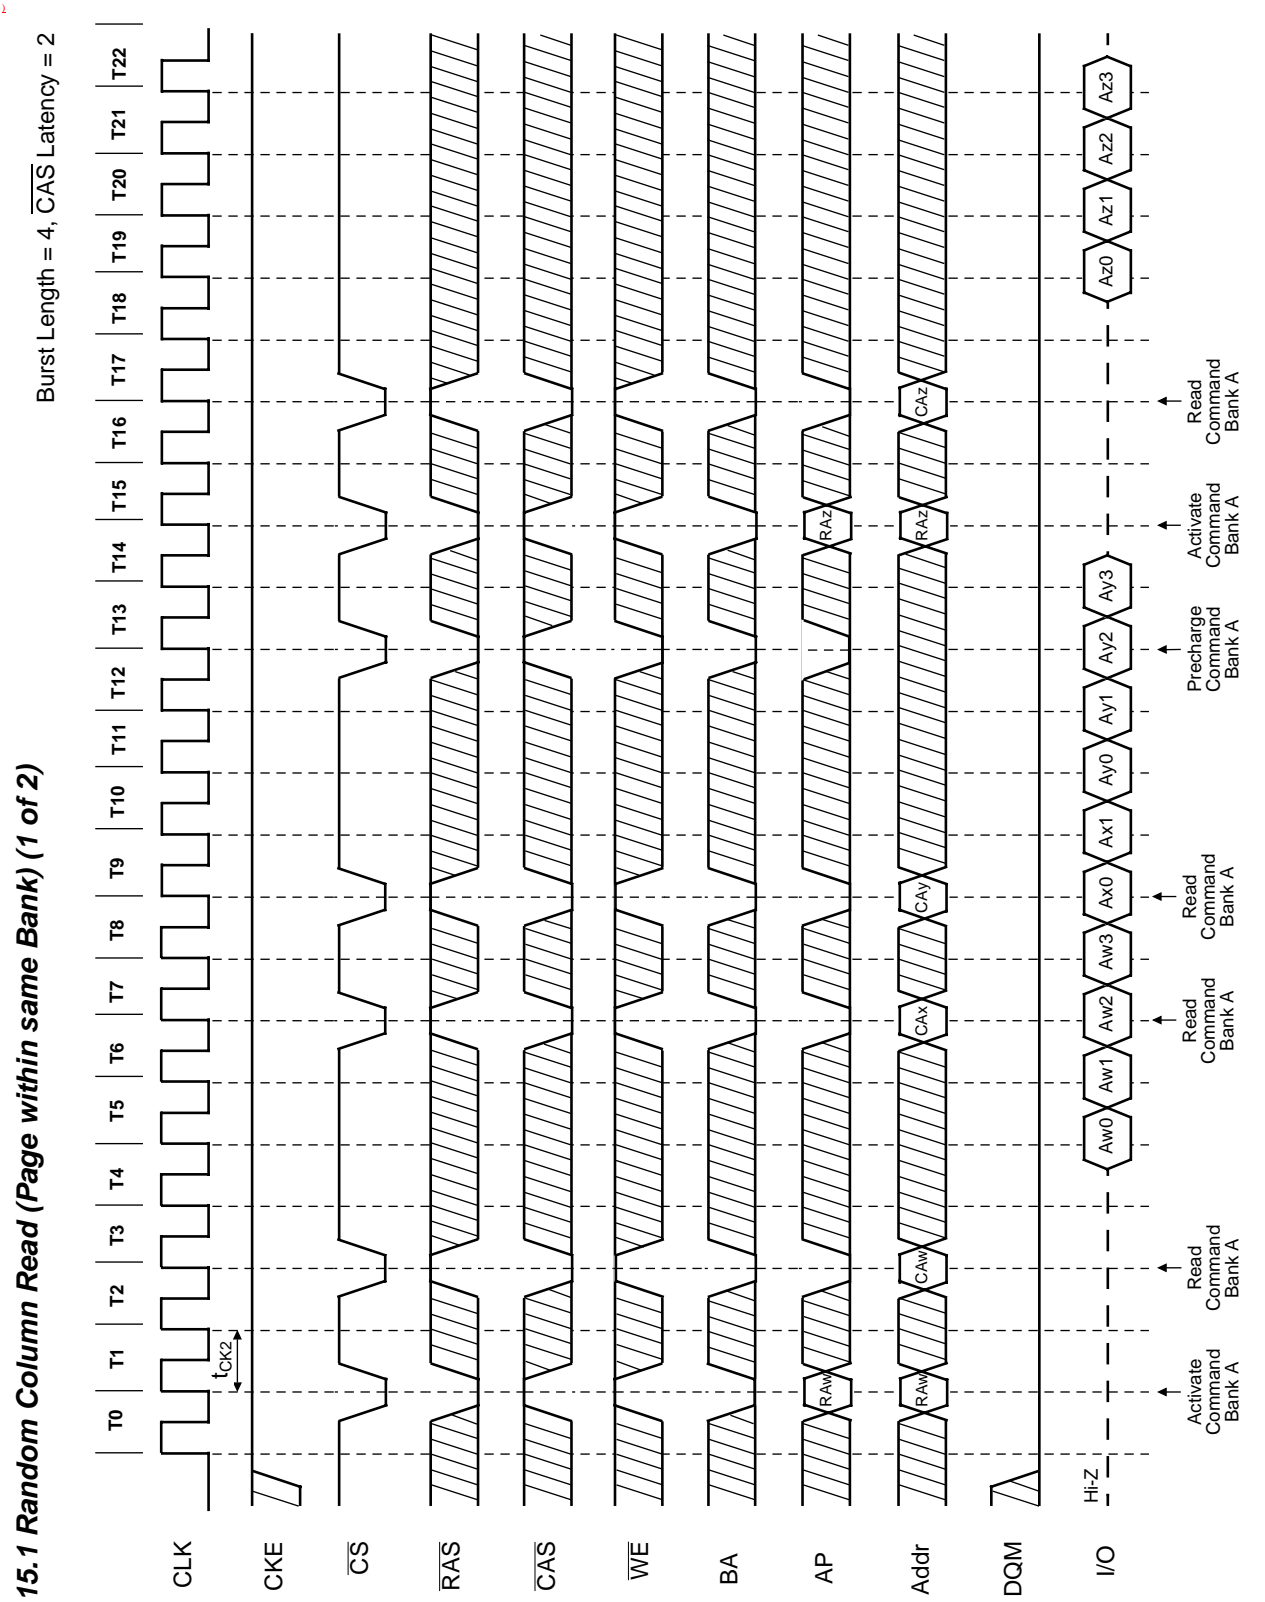 15.1 Random Column Read (Page within same Bank) (1 of 2)
Burst Length = 4, CAS Latency = 2
T0 T1 T2 T3 T4 T5 T6 T7 T8 T9 T10 T11 T12 T13 T14 T15 T16 T17 T18 T19 T20 T21 T22
CLK
tCK2
CKE
CS
RAS
CAS
WE
BA
AP
RAw RAz
Addr
RAw CAw CAx CAy RAz CAz
DQM
I/O
Hi-Z
Aw0 Aw1 Aw2 Aw3 Ax0 Ax1 Ay0 Ay1 Ay2 Ay3 Az0 Az1 Az2 Az3
Activate
Command
Bank A
Read
Command
Bank A
Read
Command
Bank A
Read
Command
Bank A
Precharge
Command
Bank A
Activate
Command
Bank A
Read
Command
Bank A